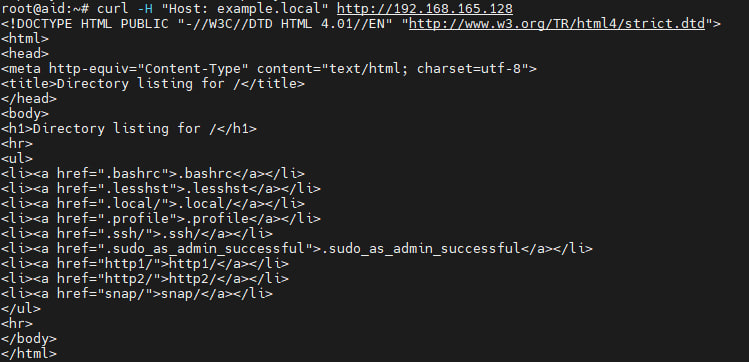 root@aid:~# curl -H "Host: example.local" http://192.168.165.128
<!DOCTYPE HTML PUBLIC "-//W3C//DTD HTML 4.01//EN" "http://www.w3.org/TR/html4/strict.dtd">
<html>
<head>
<meta http-equiv="Content-Type" content="text/html; charset=utf-8">
<title>Directory listing for /</title>
</head>
<body>
<h1>Directory listing for /</h1>
<hr>
<ul>
<li><a href=".bashrc">.bashrc</a></li>
<li><a href=".lesshst">.lesshst</a></li>
<li><a href=".local/">.local/</a></li>
<li><a href=".profile">.profile</a></li>
<li><a href=".ssh/">.ssh/</a></li>
<li><a href=".sudo_as_admin_successful">.sudo_as_admin_successful</a></li>
<li><a href="http1/">http1/</a></li>
<li><a href="http2/">http2/</a></li>
<li><a href="snap/">snap/</a></li>
</ul>
<hr>
</body>
</html>